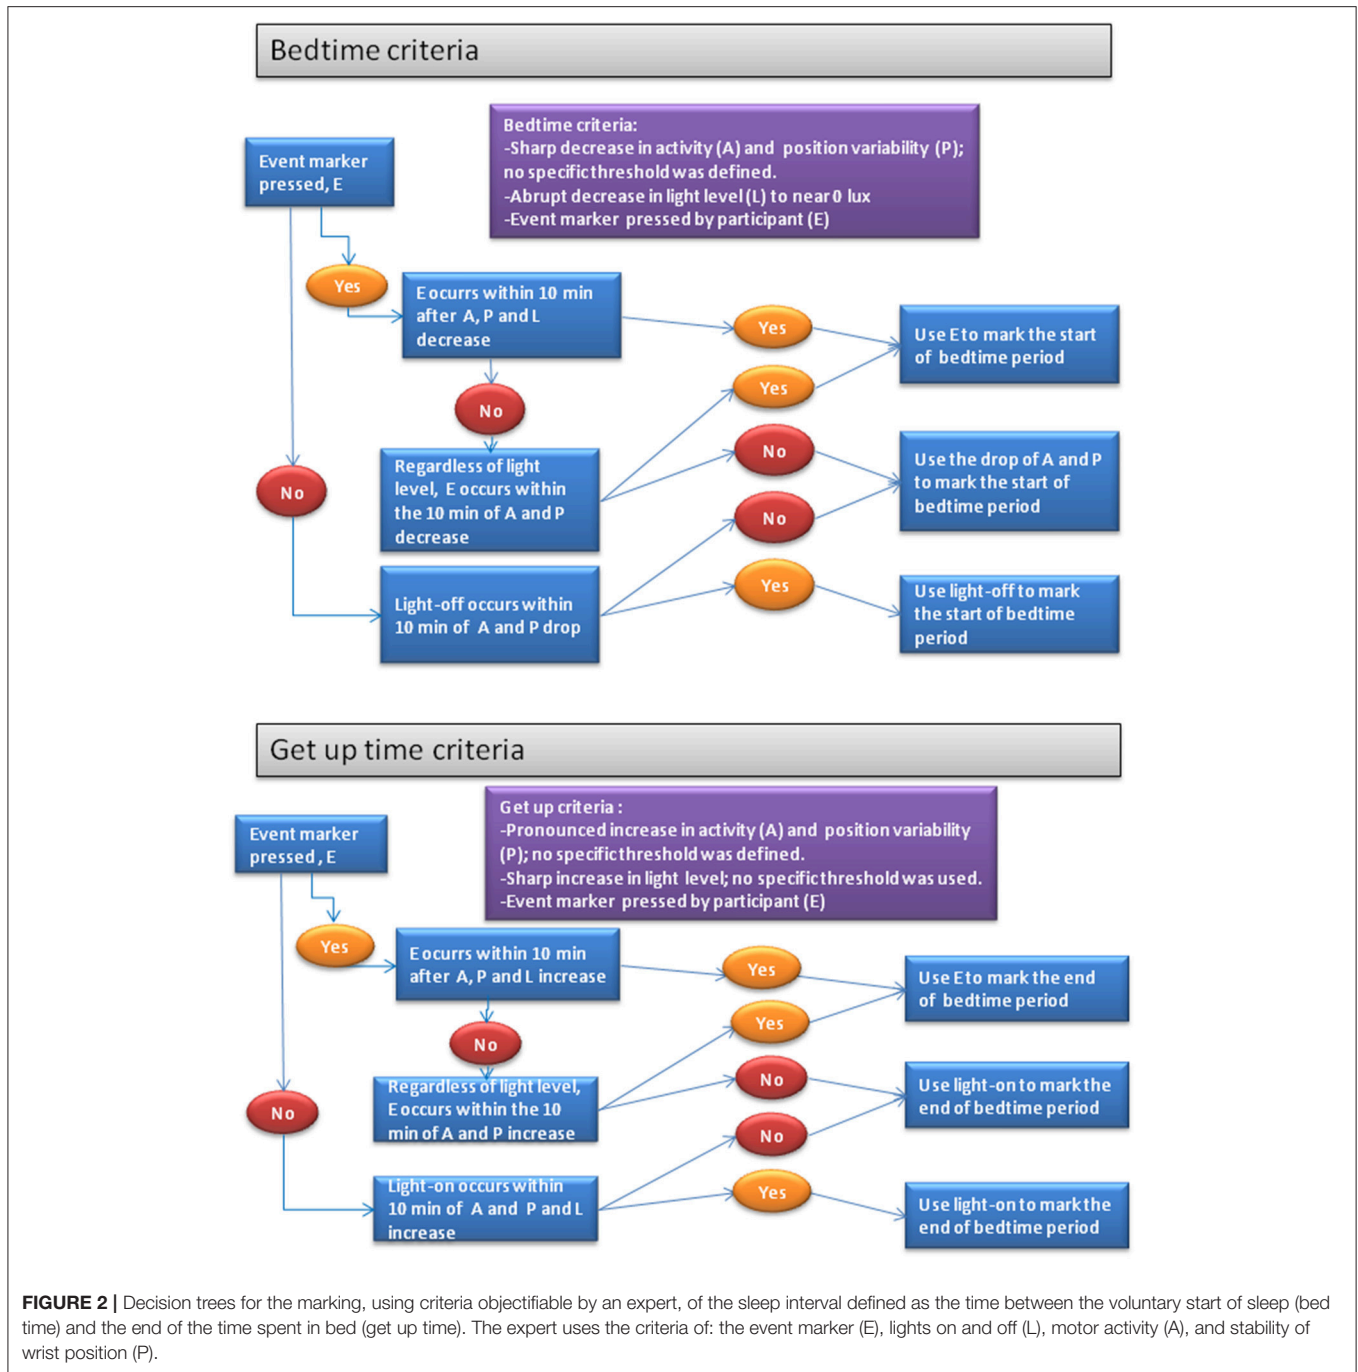 Bedtime criteria
Bedtime criteria:
-Sharp decrease in activity (A) and position variability (P);
no specific threshold was defined.
-Abrupt decrease in light level (L) to near 0 lux
-Event marker pressed by participant (E)
Event marker
pressed, E
Yes
E ocurrs within 10 min
after A, P and L
decrease
Yes
Use E to mark the start
of bedtime period
Yes
No
No
Regardless of light
level, E occurs within
the 10 min of A and P
decrease
Use the drop of A and P
to mark the start of
bedtime period
No
No
Light-off occurs within
10 min of A and P drop
Yes
Use light-off to mark
the start of bedtime
period
Get up time criteria
Get up criteria :
-Pronounced increase in activity (A) and position variability
(P); no specific threshold was defined.
-Sharp increase in light level; no specific threshold was used.
-Event marker pressed by participant (E)
Event marker
pressed , E
Yes
E ocurrs within 10 min
after A, P and L increase
Yes
Use E to mark the end
of bedtime period
Yes
No
No
Regardless of light level,
E occurs within the 10
min of A and P increase
Use light-on to mark the
end of bedtime period
No
No
Light-on occurs within
10 min of A and P and L
increase
Yes
Use light-on to mark the
end of bedtime period
FIGURE 2 | Decision trees for the marking, using criteria objectifiable by an expert, of the sleep interval defined as the time between the voluntary start of sleep (bed
time) and the end of the time spent in bed (get up time). The expert uses the criteria of: the event marker (E), lights on and off (L), motor activity (A), and stability of
wrist position (P).